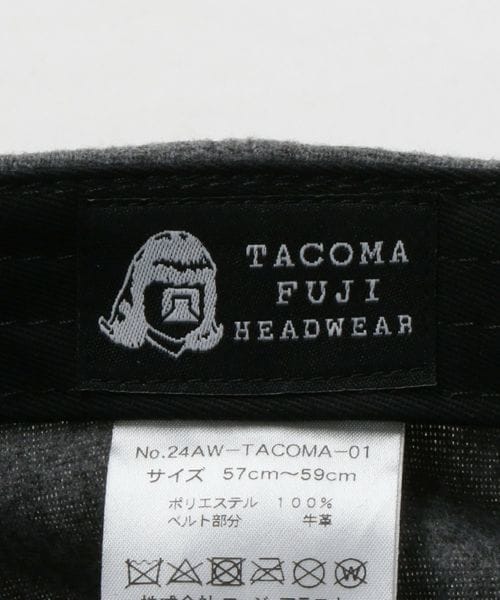 TACOMA
FUJI
HEADWEAR
No.24AW-TACOMA-01
サイズ 57cm〜59cm
ポリエステル 100%
ベルト部分 牛革